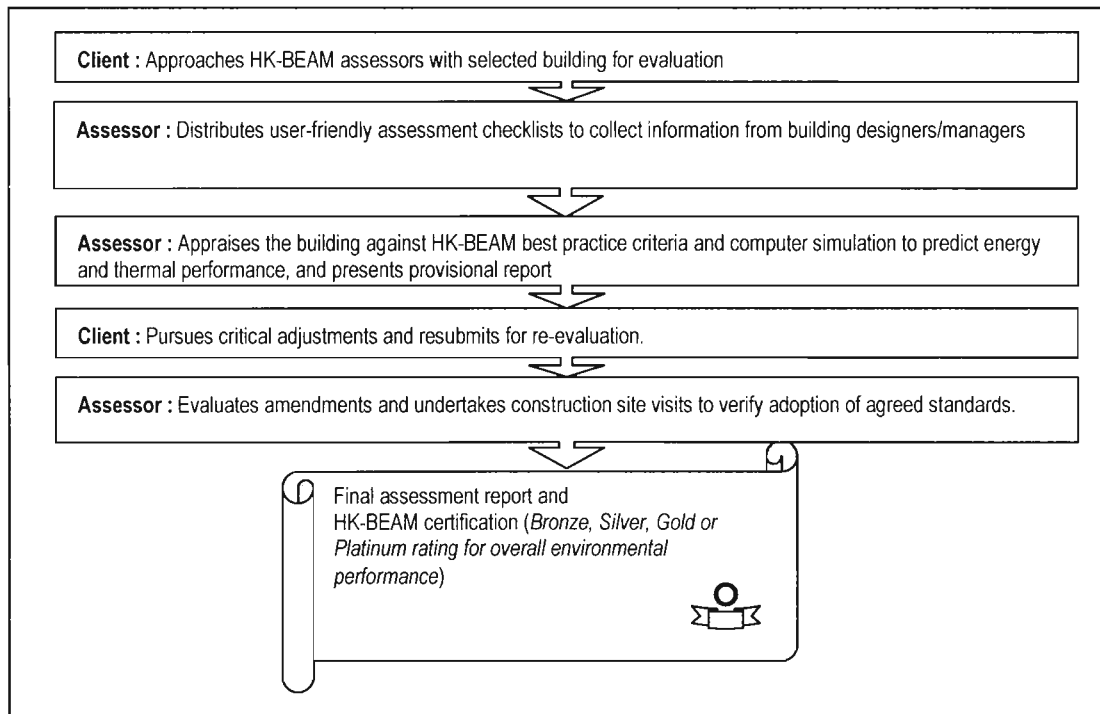 Client : Approaches HK-BEAM assessors with selected building for evaluation
Assessor : Distributes user-friendly assessment checklists to collect information from building designers/managers
Assessor : Appraises the building against HK-BEAM best practice criteria and computer simulation to predict energy
and thermal performance, and presents provisional report
Client : Pursues critical adjustments and resubmits for re-evaluation.
Assessor : Evaluates amendments and undertakes construction site visits to verify adoption of agreed standards.
Final assessment report and
HK-BEAM certification (Bronze, Silver, Gold or
Platinum rating for overall environmental
performance)